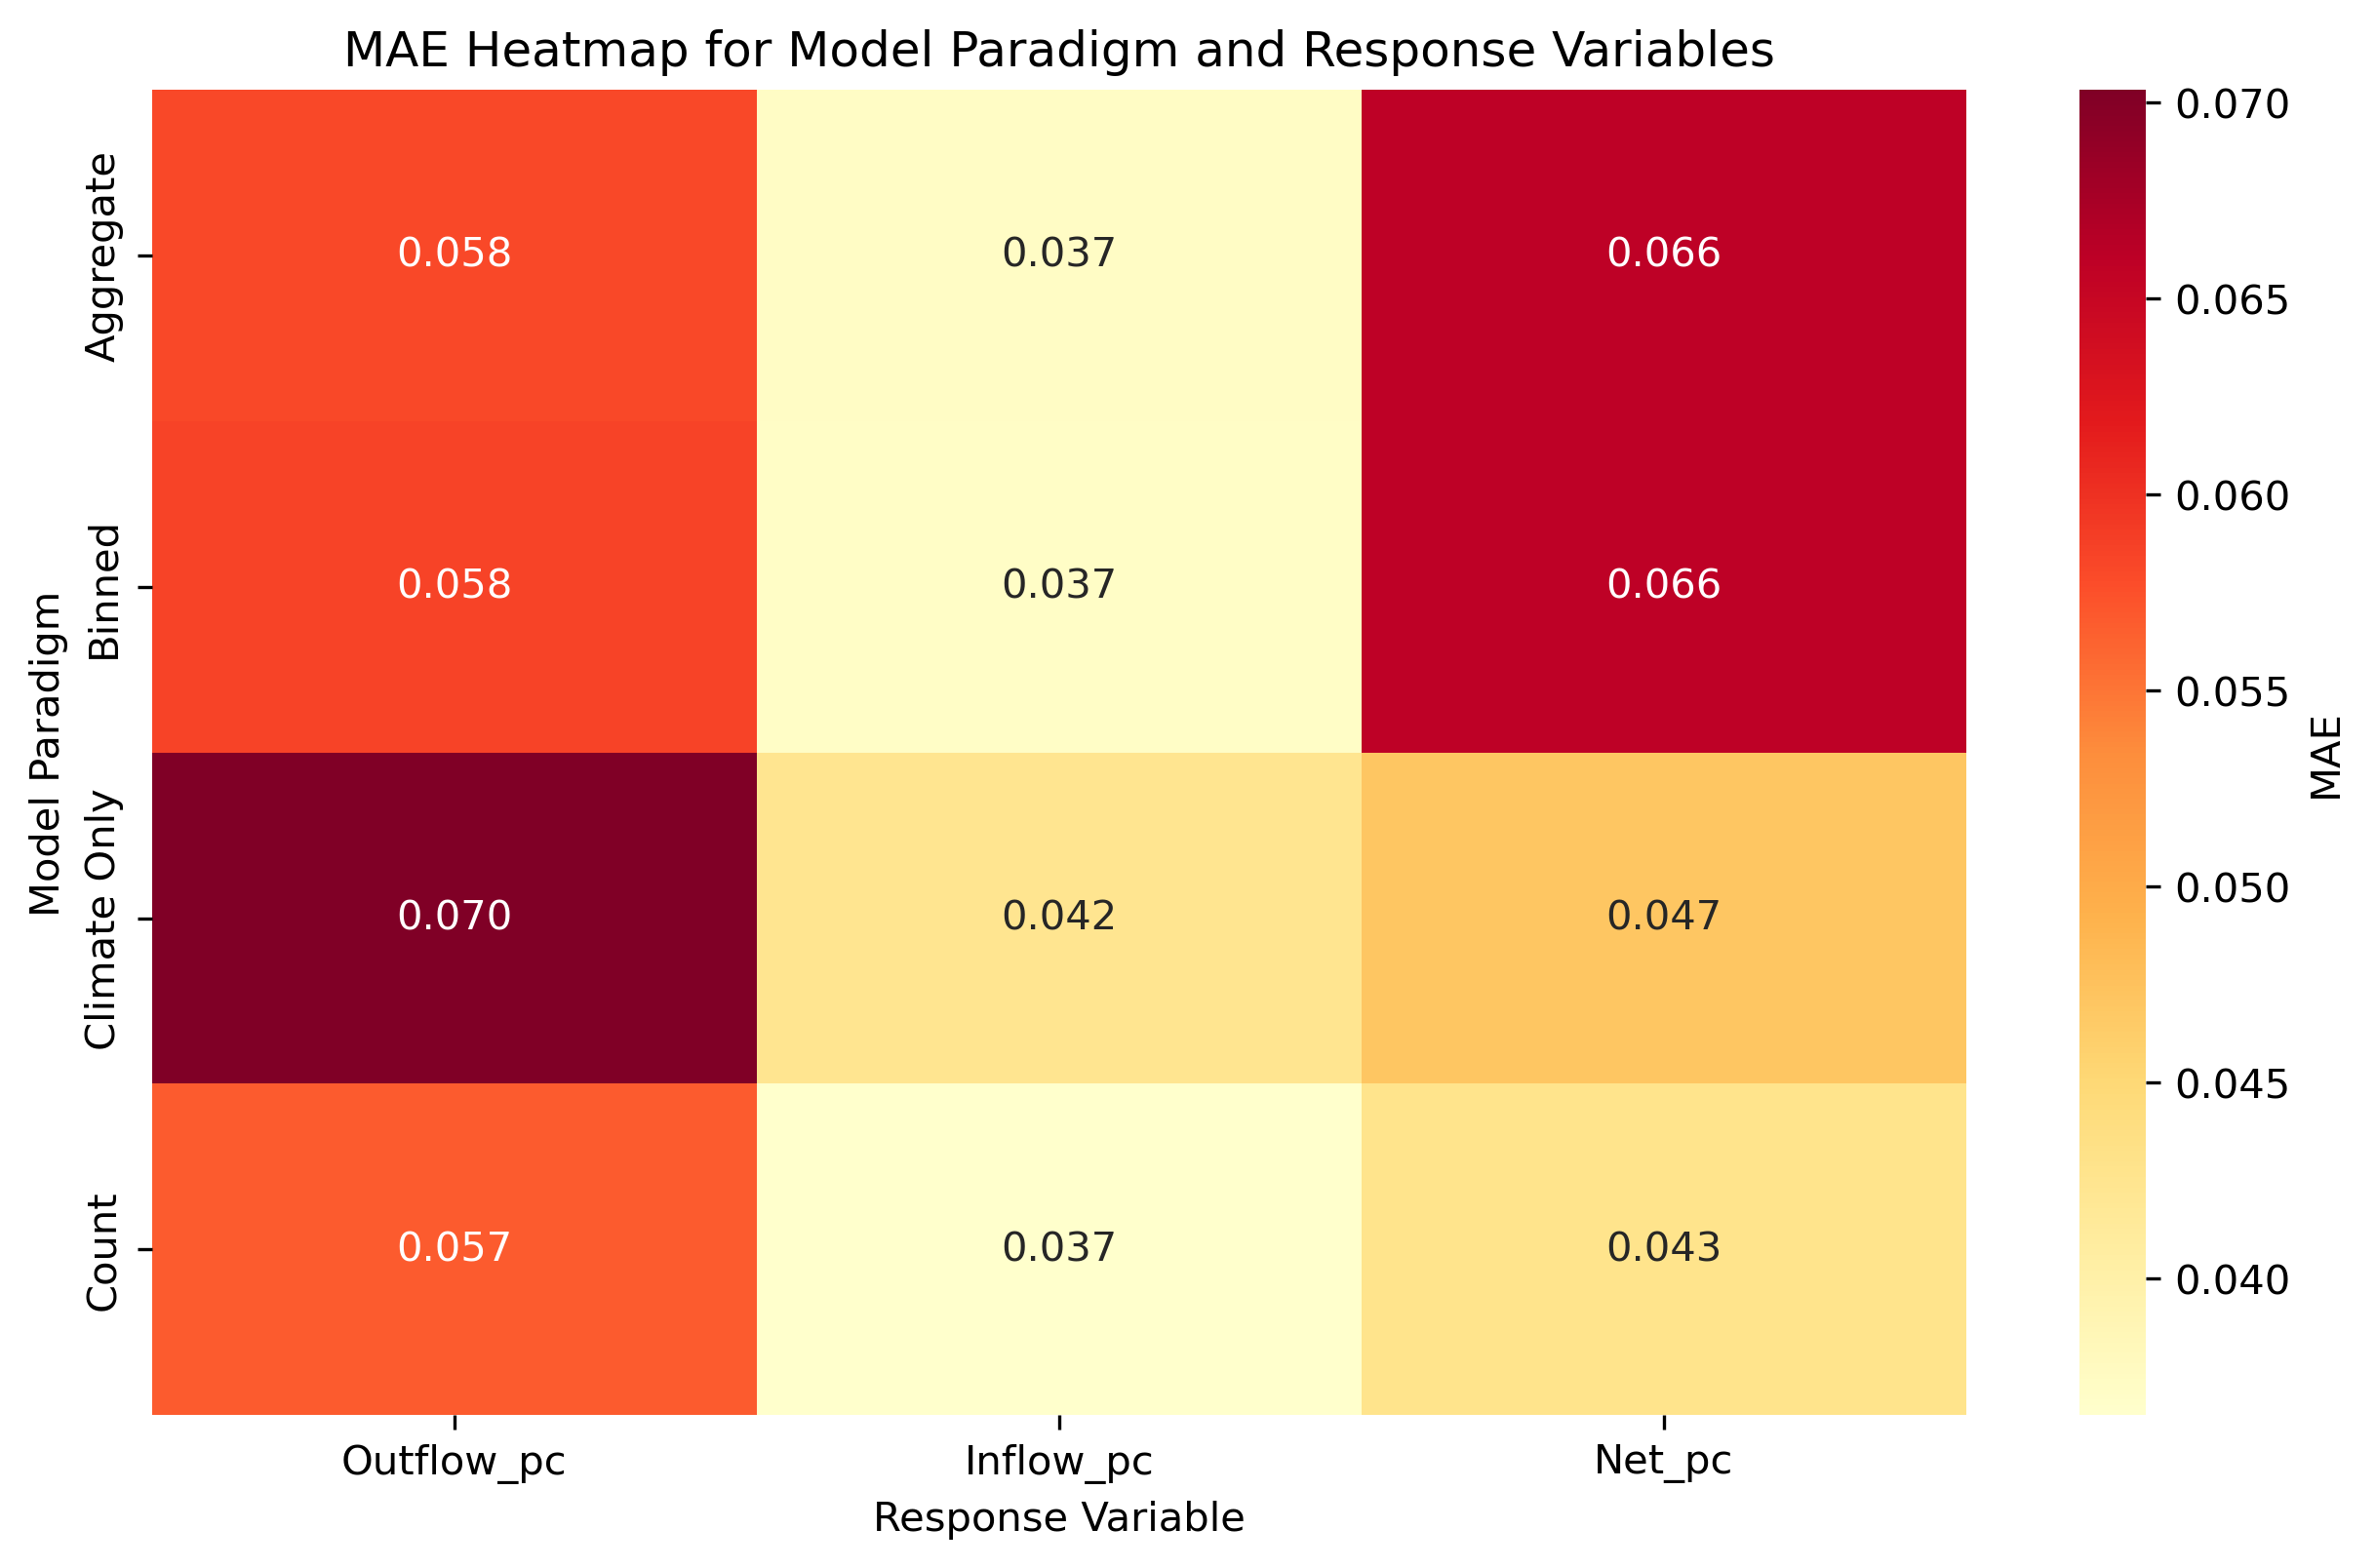 MAE Heatmap for Model Paradigm and Response Variables
Model Paradigm
Aggregate
0.058 0.037 0.066
Binned
0.058 0.037 0.066
Climate Only
0.070 0.042 0.047
Count
0.057 0.037 0.043
Outflow_pc Inflow_pc Net_pc
Response Variable
0.070
0.065
0.060
0.055
0.050
0.045
0.040
MAE